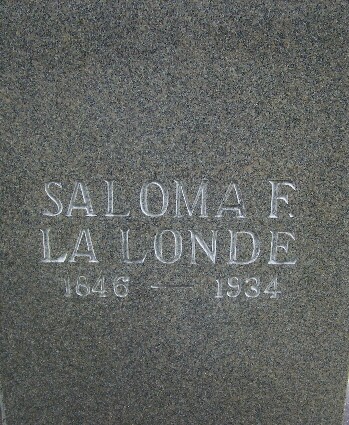 SALOMA F.
LA LONDE
1846 — 1934